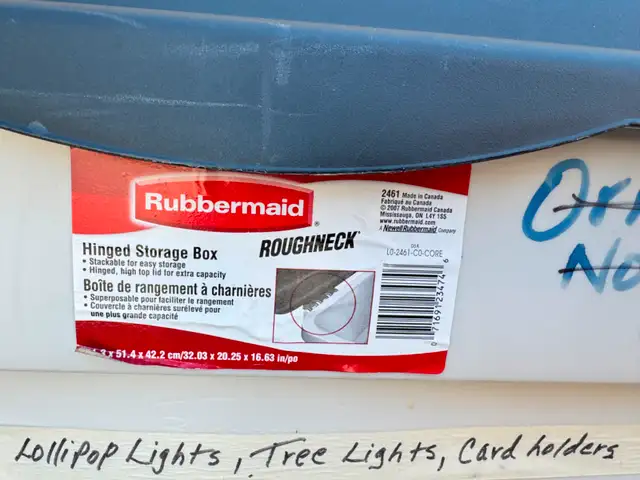 Rubbermaid
ROUGHNECK
Hinged Storage Box
• Stackable for easy storage
• Hinged, high top lid for extra capacity
Boîte de rangement à charnières
• Superposable pour faciliter le rangement
• Couvercle à charnières surélevé pour
une plus grande capacité
x 51.4 x 42.2 cm/32.03 x 20.25 x 16.63 in/po
2461 Made in Canada
Fabriqué au Canada
© 2007 Rubbermaid Canada
Mississauga, ON, L4Y 1S5
www.rubbermaid.com
A Newell Rubbermaid Company
L0-2461-C0-CORE
0 71691 23474 6
Lollipop Lights, Tree Lights, Card holders